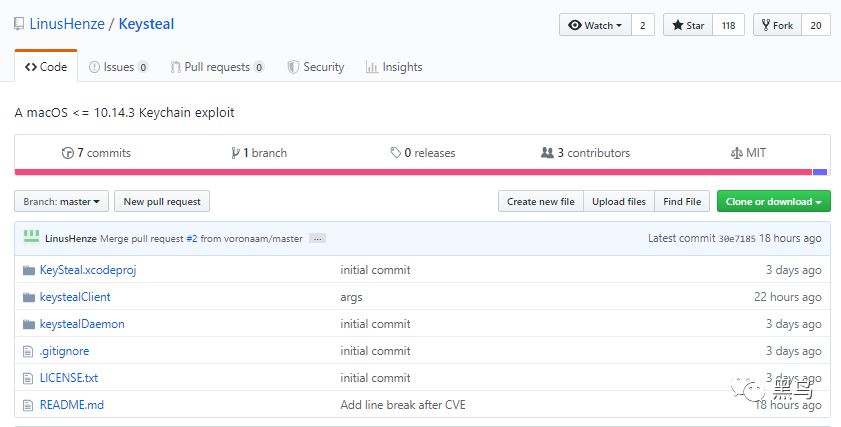 LinusHenze / Keysteal
Watch 2 Star 118 Fork 20
Code Issues 0 Pull requests 0 Security Insights
A macOS <= 10.14.3 Keychain exploit
7 commits 1 branch 0 releases 3 contributors MIT
Branch: master New pull request Create new file Upload files Find File Clone or download
LinusHenze Merge pull request #2 from voronaam/master ... Latest commit 30e7185 18 hours ago
KeySteal.xcodeproj initial commit 3 days ago
keystealClient args 22 hours ago
keystealDaemon initial commit 3 days ago
.gitignore initial commit 3 days ago
LICENSE.txt initial commit 3 days ago
README.md Add line break after CVE 18 hours ago
黑鸟